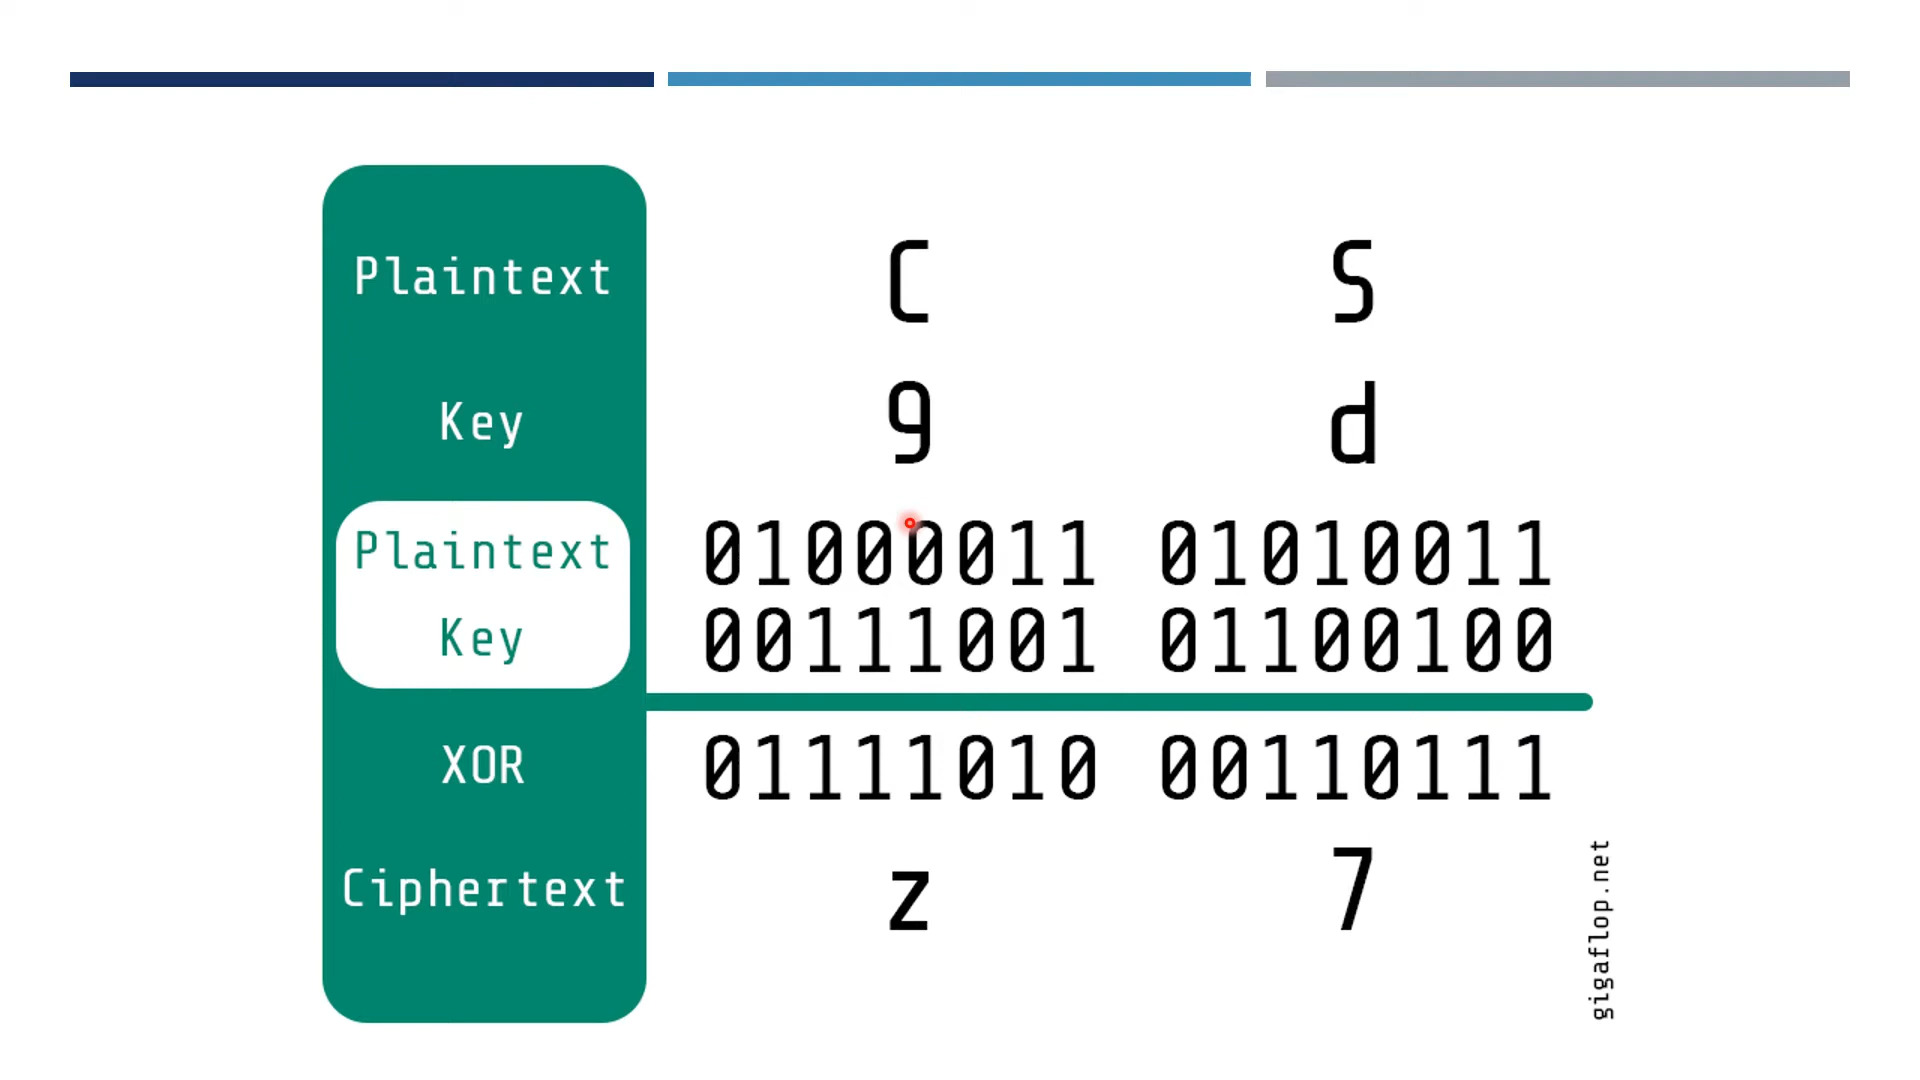 Plaintext C S
Key 9 d
Plaintext 01000011 01010011
Key 00111001 01100100
XOR 01111010 00110111
Ciphertext z 7
gigaflop.net